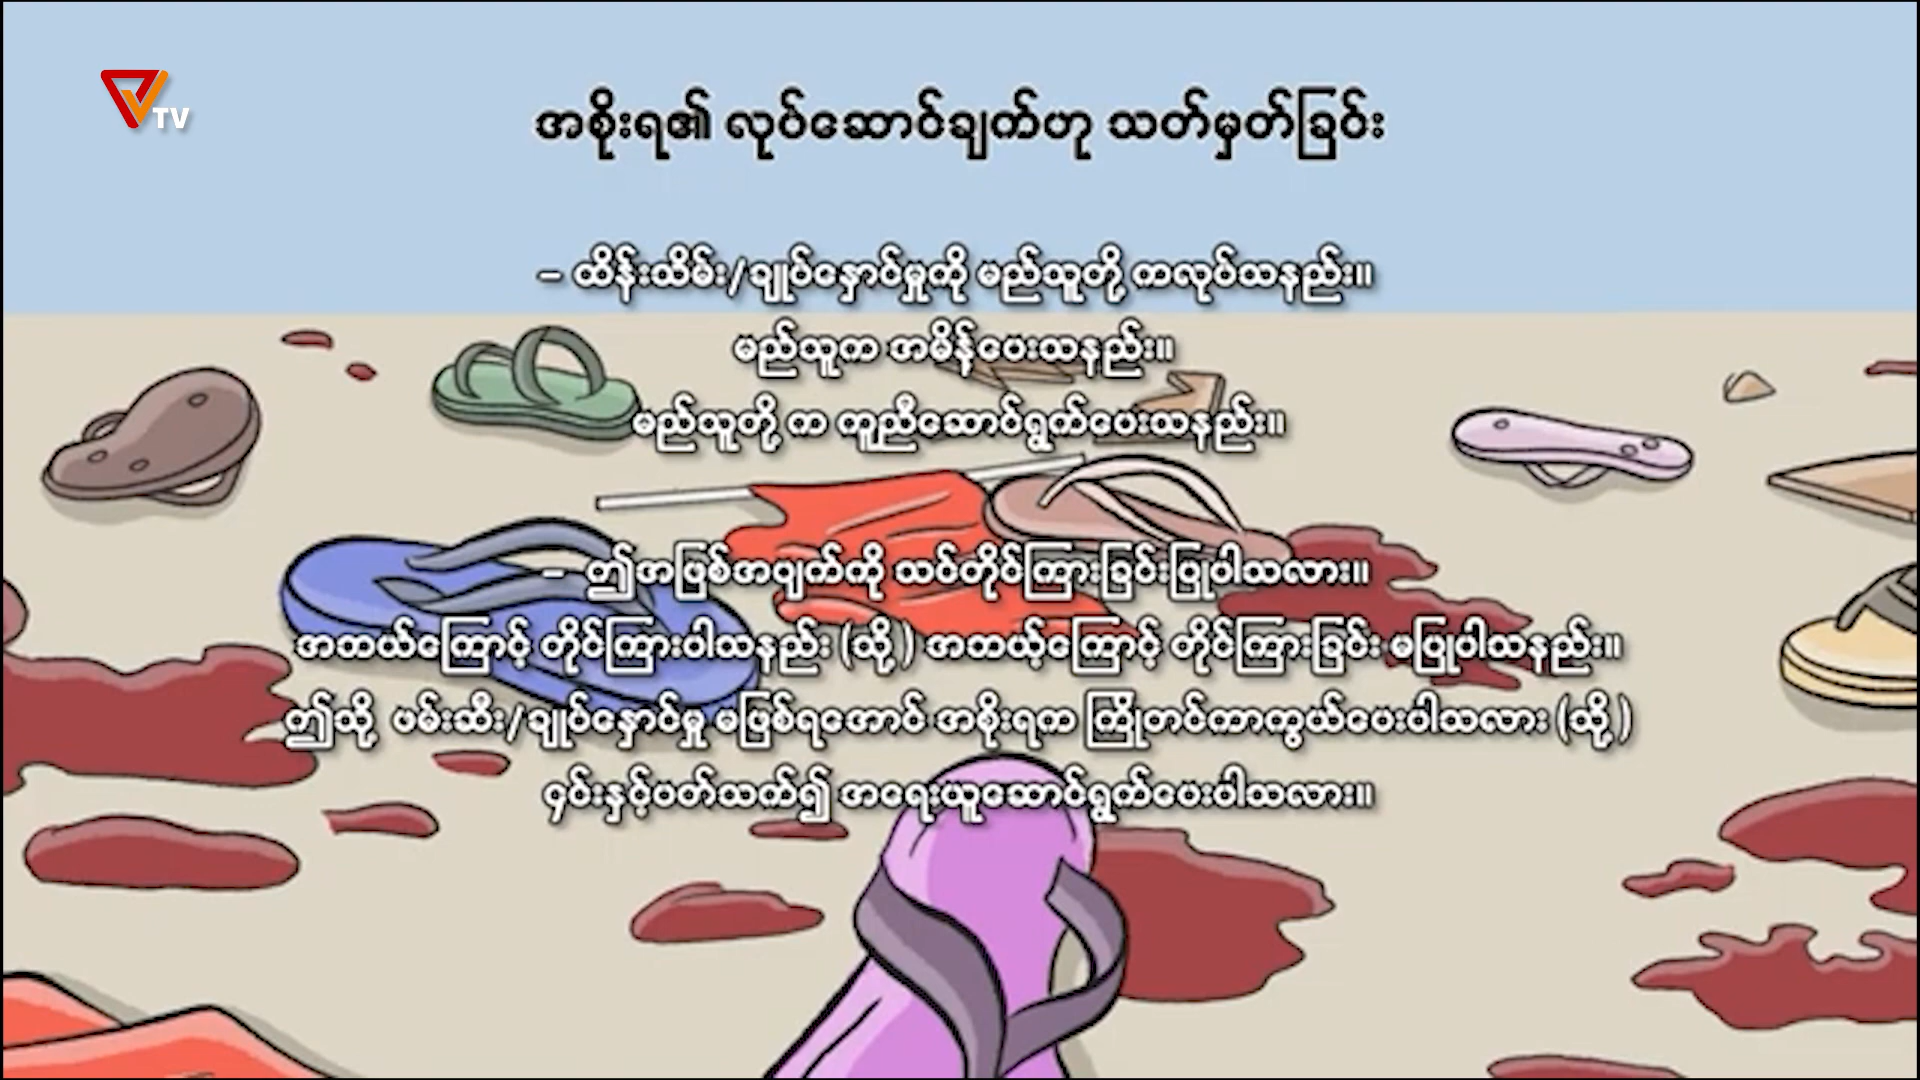 TV
အစိုးရ၏ လုပ်ဆောင်ချက်ဟု သတ်မှတ်ခြင်း
– ထိန်းသိမ်း/ချုပ်နှောင်မှုကို မည်သူတို့ ကလုပ်သနည်း။
မည်သူက အမိန့်ပေးသနည်း။
မည်သူတို့ က ကူညီဆောင်ရွက်ပေးသနည်း။
– ဤအဖြစ်အပျက်ကို သင်တိုင်ကြားခြင်းပြုပါသလား။
အဘယ်ကြောင့် တိုင်ကြားပါသနည်း (သို့ ) အဘယ့်ကြောင့် တိုင်ကြားခြင်း မပြုပါသနည်း။
ဤသို့ ဖမ်းဆီး/ချုပ်နှောင်မှု မဖြစ်ရအောင် အစိုးရက ကြိုတင်ကာကွယ်ပေးပါသလား (သို့ )
၄င်းနှင့်ပတ်သက်၍ အရေးယူဆောင်ရွက်ပေးပါသလား။